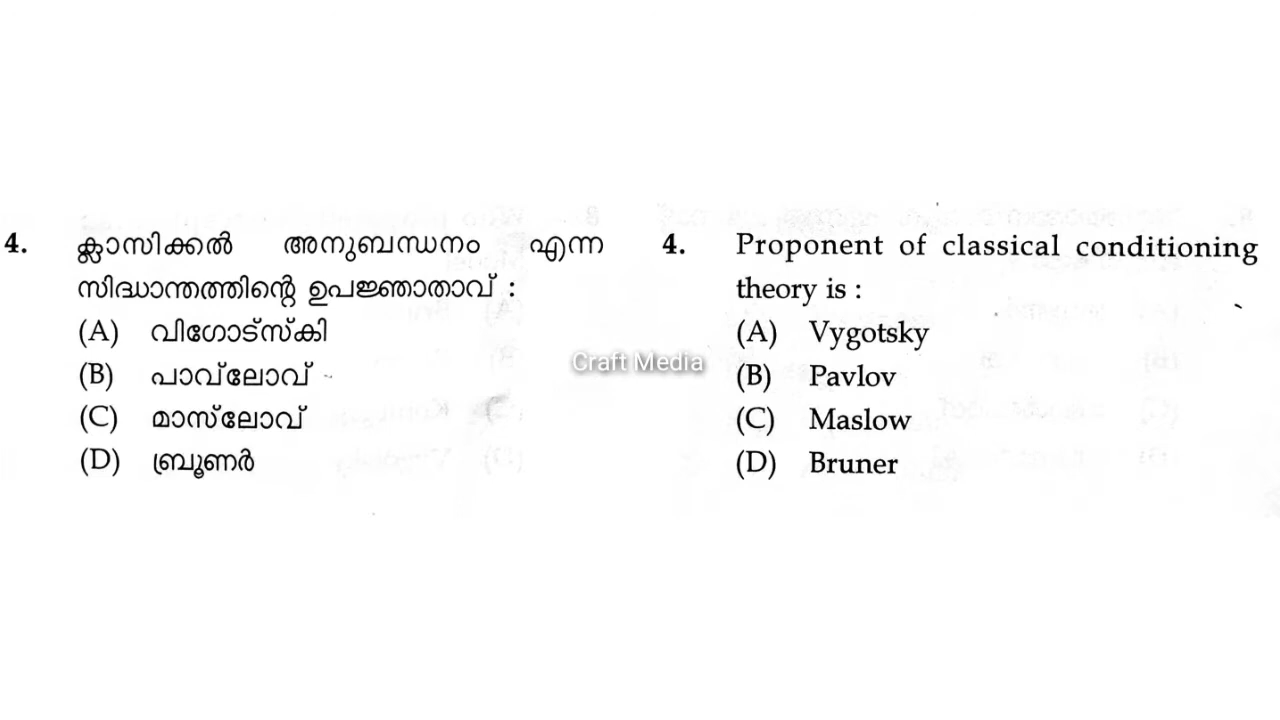 4. ക്ലാസിക്കൽ അനുബന്ധനം എന്ന
സിദ്ധാന്തത്തിന്റെ ഉപജ്ഞാതാവ് :
(A) വിഗോട്സ്കി
(B) പാവ്‌ലോവ്
(C) മാസ്‌ലോവ്
(D) ബ്രൂണർ
4. Proponent of classical conditioning
theory is :
(A) Vygotsky
(B) Pavlov
(C) Maslow
(D) Bruner
Craft Media